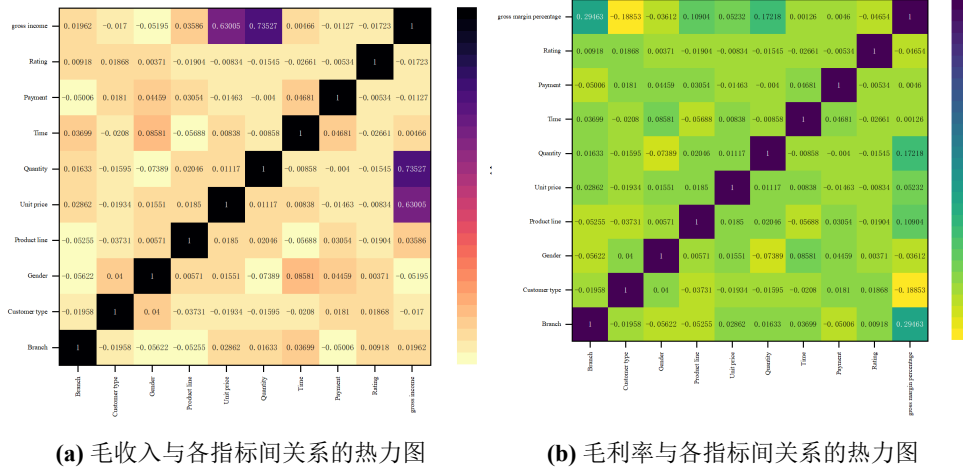 gross income 0.01962 -0.017 -0.05195 0.03586 0.63005 0.73527 0.00466 -0.01127 -0.01723 1
Rating 0.00918 0.01868 0.00371 -0.01904 -0.00834 -0.01545 -0.02661 -0.00534 1 -0.01723
Payment -0.05006 0.0181 0.04459 0.03054 -0.01463 -0.004 0.04681 1 -0.00534 -0.01127
Time 0.03699 -0.0208 0.08581 -0.05688 0.00838 -0.00858 1 0.04681 -0.02661 0.00466
Quantity 0.01633 -0.01595 -0.07389 0.02046 0.01117 1 -0.00858 -0.004 -0.01545 0.73527
Unit price 0.02862 -0.01934 0.01551 0.0185 1 0.01117 0.00838 -0.01463 -0.00834 0.63005
Product line -0.05255 -0.03731 0.00571 1 0.0185 0.02046 -0.05688 0.03054 -0.01904 0.03586
Gender -0.05622 0.04 1 0.00571 0.01551 -0.07389 0.08581 0.04459 0.00371 -0.05195
Customer type -0.01958 1 0.04 -0.03731 -0.01934 -0.01595 -0.0208 0.0181 0.01868 -0.017
Branch 1 -0.01958 -0.05622 -0.05255 0.02862 0.01633 0.03699 -0.05006 0.00918 0.01962
Branch Customer type Gender Product line Unit price Quantity Time Payment Rating gross income
(a) 毛收入与各指标间关系的热力图
gross margin percentage 0.29463 -0.18853 -0.03612 0.10904 0.05232 0.17218 0.00126 0.0046 -0.04654 1
Rating 0.00918 0.01868 0.00371 -0.01904 -0.00834 -0.01545 -0.02661 -0.00534 1 -0.04654
Payment -0.05006 0.0181 0.04459 0.03054 -0.01463 -0.004 0.04681 1 -0.00534 0.0046
Time 0.03699 -0.0208 0.08581 -0.05688 0.00838 -0.00858 1 0.04681 -0.02661 0.00126
Quantity 0.01633 -0.01595 -0.07389 0.02046 0.01117 1 -0.00858 -0.004 -0.01545 0.17218
Unit price 0.02862 -0.01934 0.01551 0.0185 1 0.01117 0.00838 -0.01463 -0.00834 0.05232
Product line -0.05255 -0.03731 0.00571 1 0.0185 0.02046 -0.05688 0.03054 -0.01904 0.10904
Gender -0.05622 0.04 1 0.00571 0.01551 -0.07389 0.08581 0.04459 0.00371 -0.03612
Customer type -0.01958 1 0.04 -0.03731 -0.01934 -0.01595 -0.0208 0.0181 0.01868 -0.18853
Branch 1 -0.01958 -0.05622 -0.05255 0.02862 0.01633 0.03699 -0.05006 0.00918 0.29463
Branch Customer type Gender Product line Unit price Quantity Time Payment Rating gross margin percentage
(b) 毛利率与各指标间关系的热力图